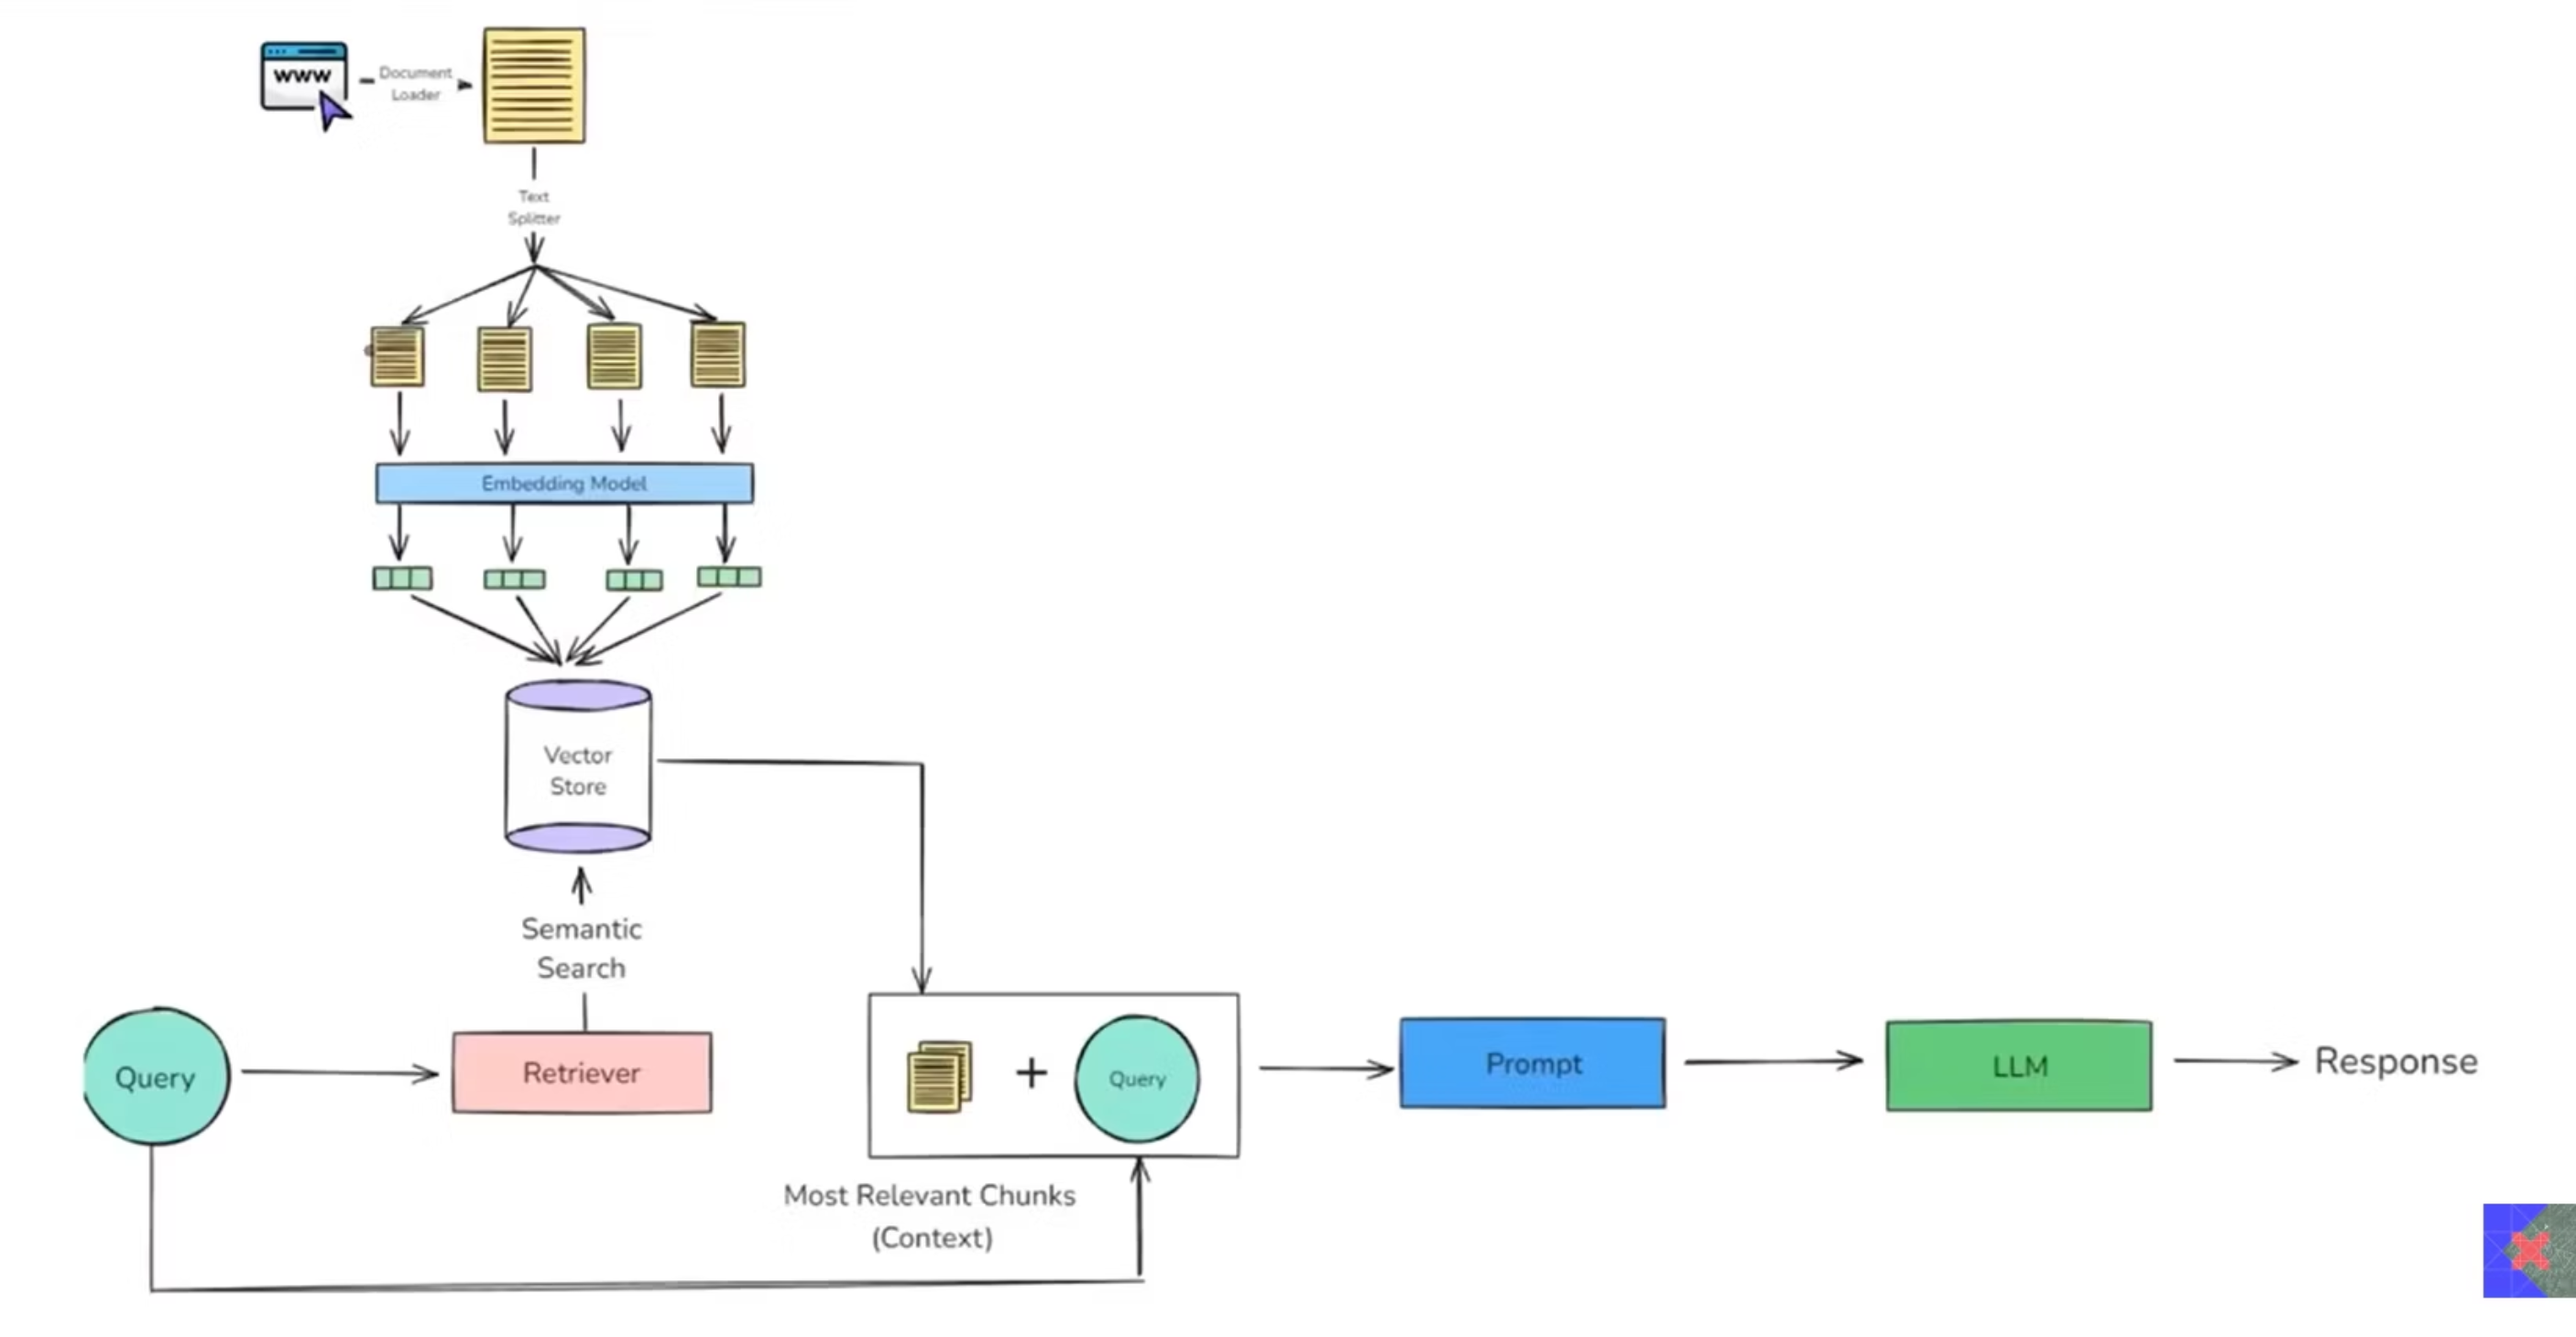 www
Document
Loader
Text
Splitter
Embedding Model
Vector
Store
Semantic
Search
Query
Retriever
Query
+
Prompt
LLM
Response
Most Relevant Chunks
(Context)